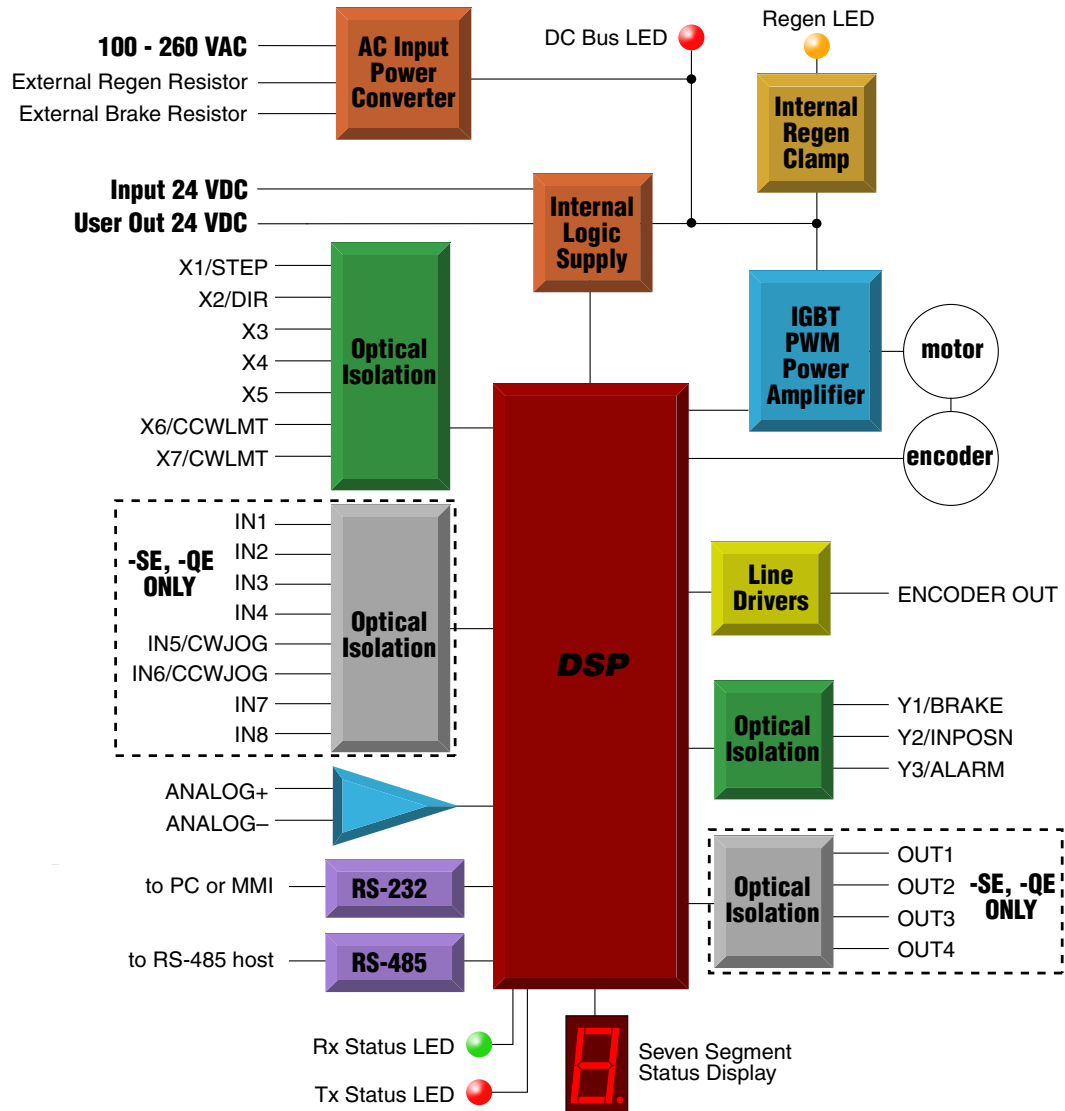 100 - 260 VAC
External Regen Resistor
External Brake Resistor
AC Input
Power
Converter
DC Bus LED
Regen LED
Internal
Regen
Clamp
Input 24 VDC
User Out 24 VDC
Internal
Logic
Supply
X1/STEP
X2/DIR
X3
X4
X5
X6/CCWLMT
X7/CWLMT
Optical
Isolation
IGBT
PWM
Power
Amplifier
motor
encoder
-SE, -QE
ONLY
IN1
IN2
IN3
IN4
IN5/CWJOG
IN6/CCWJOG
IN7
IN8
Optical
Isolation
DSP
Line
Drivers
ENCODER OUT
Optical
Isolation
Y1/BRAKE
Y2/INPOSN
Y3/ALARM
ANALOG+
ANALOG–
Optical
Isolation
OUT1
OUT2
OUT3
OUT4
-SE, -QE
ONLY
to PC or MMI
RS-232
to RS-485 host
RS-485
Rx Status LED
Tx Status LED
8.
Seven Segment
Status Display